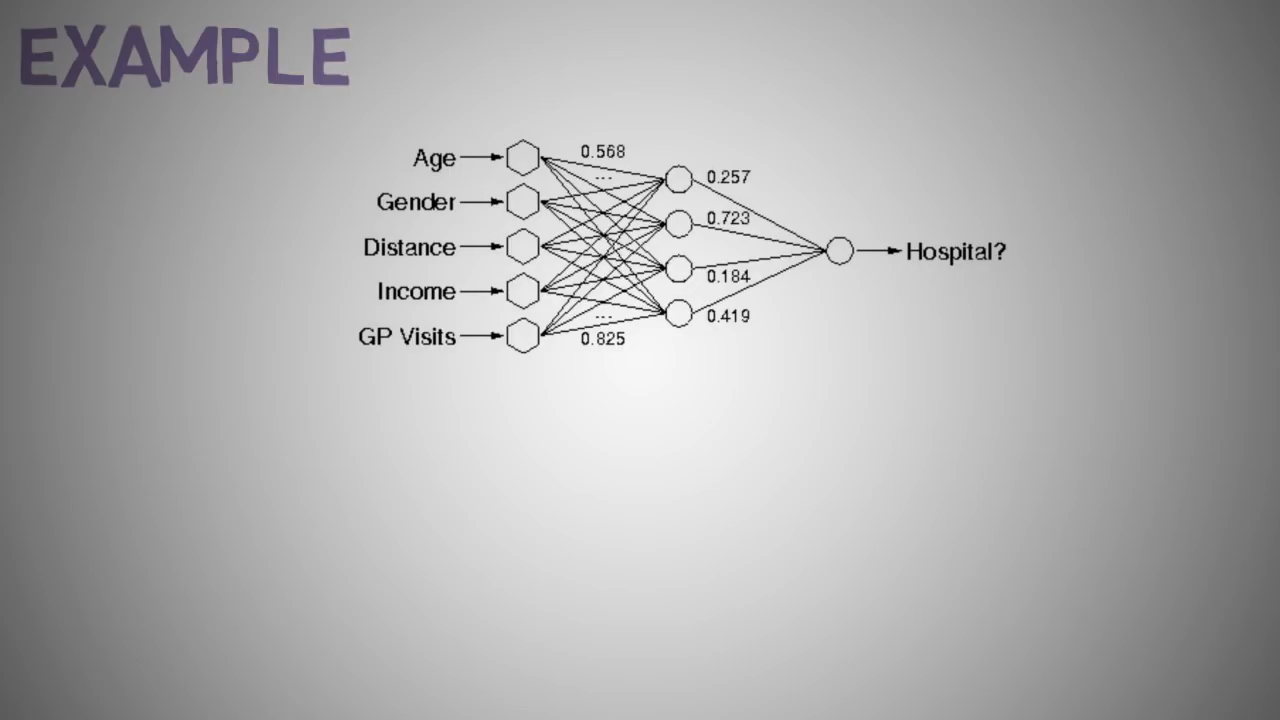 EXAMPLE
Age
Gender
Distance
Income
GP Visits
0.568
...
...
0.825
0.257
0.723
0.184
0.419
Hospital?